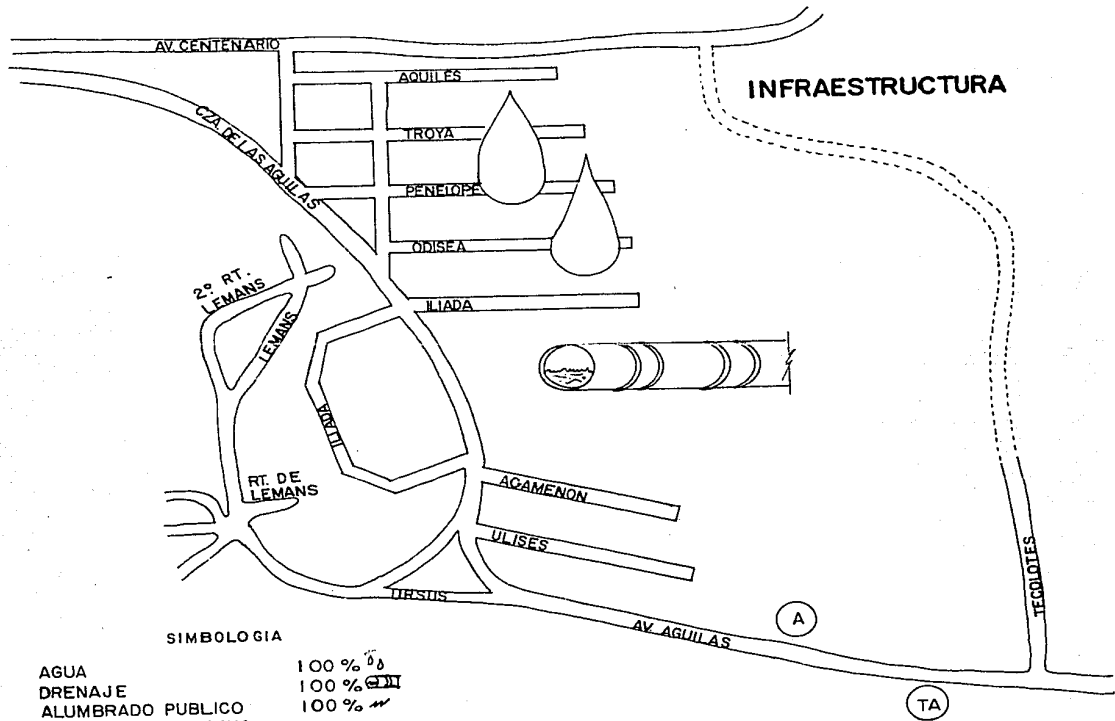 AV. CENTENARIO
INFRAESTRUCTURA
AQUILES
TROYA
CZA. DE LAS AGUILAS
PENELOPE
ODISEA
2º RT.
LEMANS
ILIADA
LEMANS
ILIADA
RT. DE
LEMANS
AGAMENON
ULISES
URSUS
TECOLOTES
A
AV. AGUILAS
TA
SIMBOLOGIA
AGUA 100 %
DRENAJE 100 %
ALUMBRADO PUBLICO 100 %